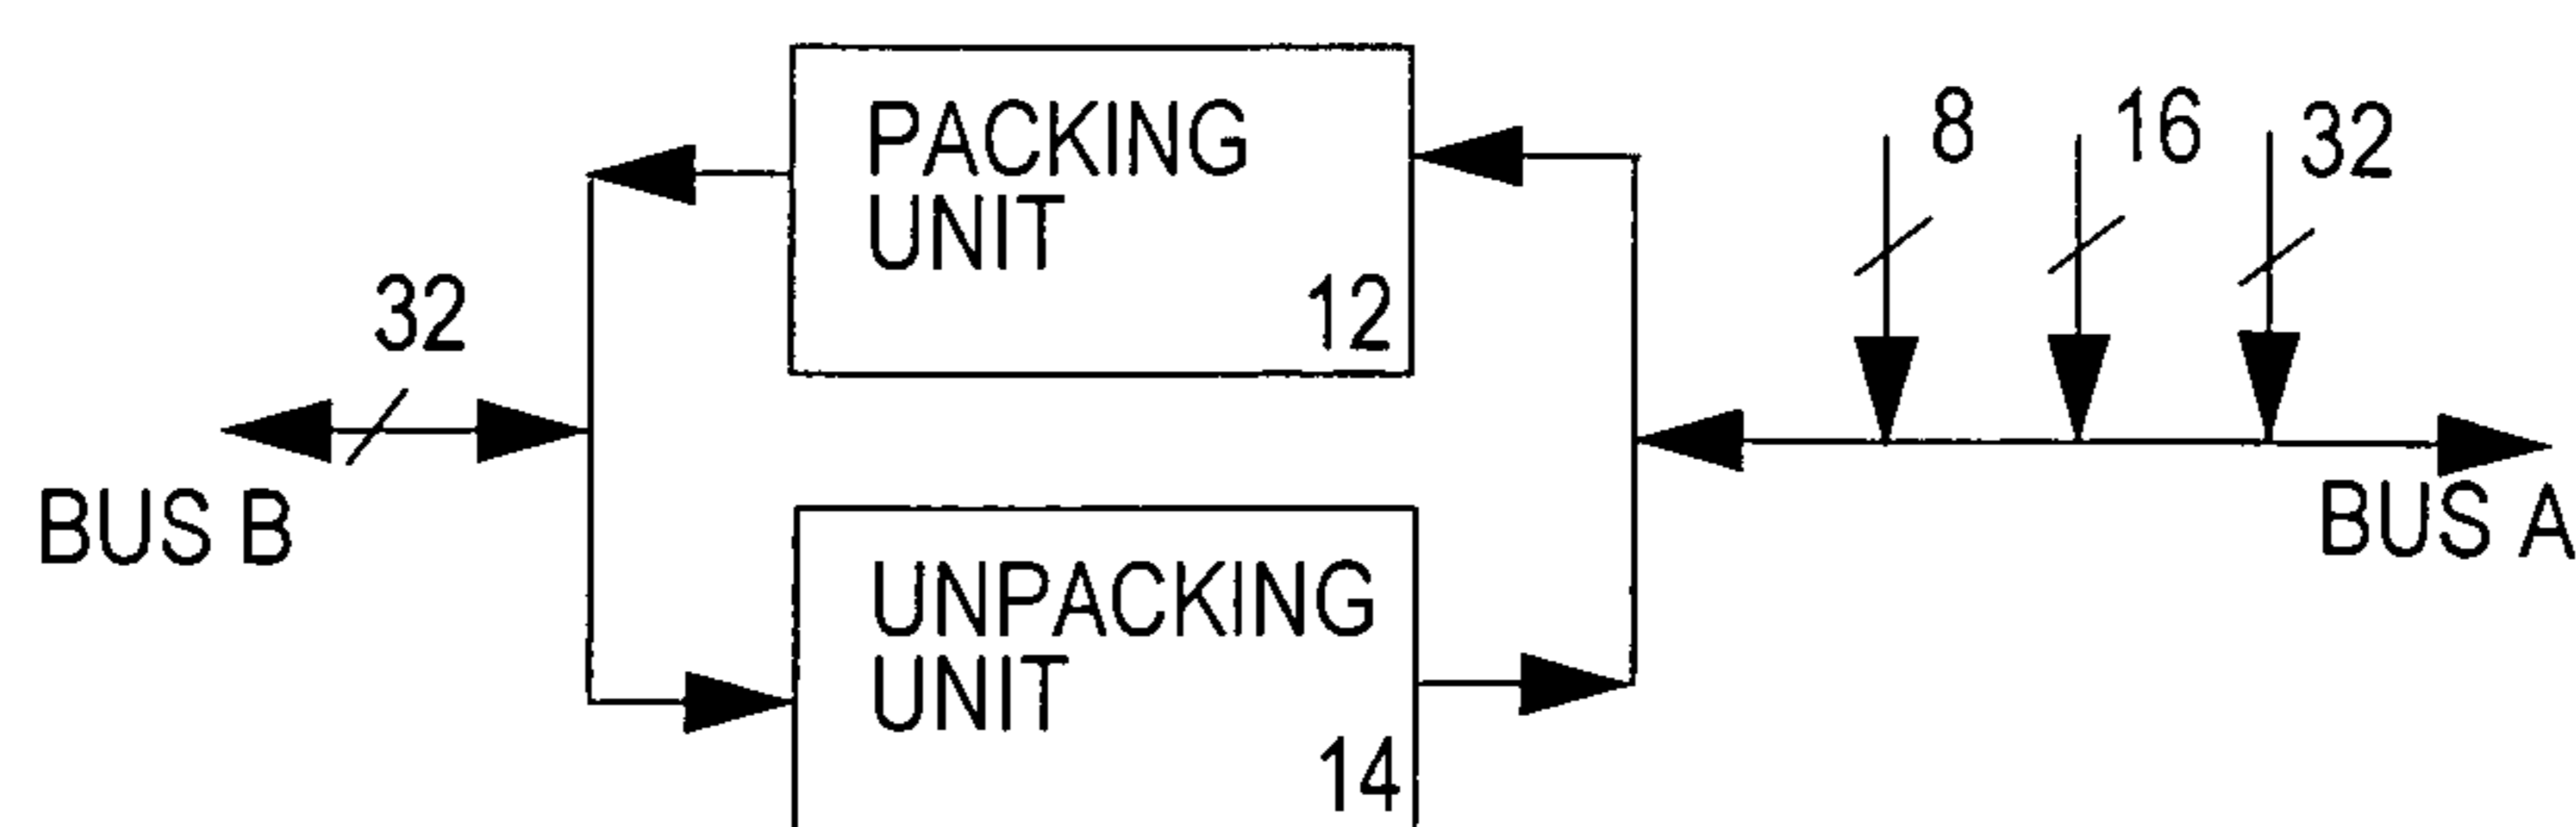 PACKING
UNIT
12
8
16
32
32
BUS B
BUS A
UNPACKING
UNIT
14